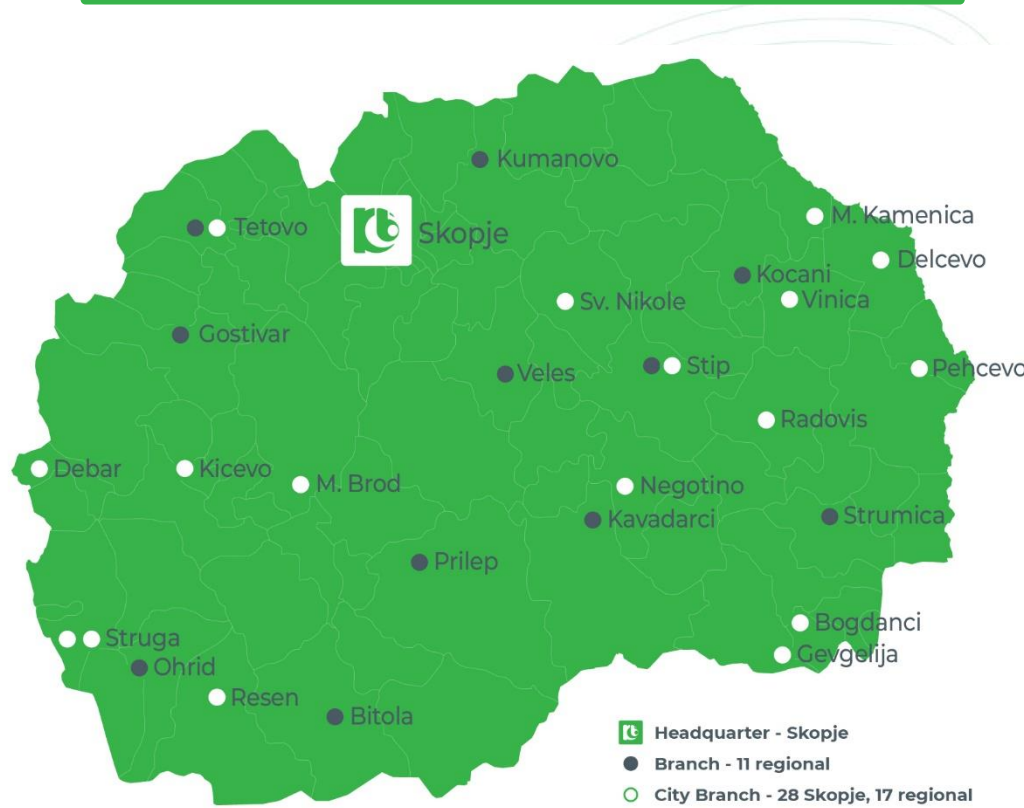 Kumanovo
M. Kamenica
Tetovo
Skopje
Delcevo
Kocani
Sv. Nikole
Vinica
Gostivar
Veles
Stip
Pehcevo
Radovis
Debar
Kicevo
M. Brod
Negotino
Kavadarci
Strumica
Prilep
Bogdanci
Struga
Gevgelija
Ohrid
Resen
Bitola
Headquarter - Skopje
Branch - 11 regional
City Branch - 28 Skopje, 17 regional